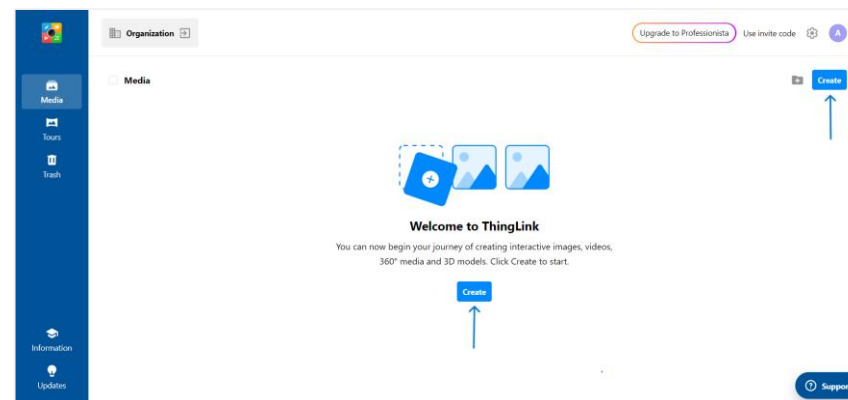 Organization
Upgrade to Professionista
Use invite code
A
Media
Create
Media
Tours
Trash
Welcome to ThingLink
You can now begin your journey of creating interactive images, videos,
360° media and 3D models. Click Create to start.
Create
Information
Updates
? Suppor